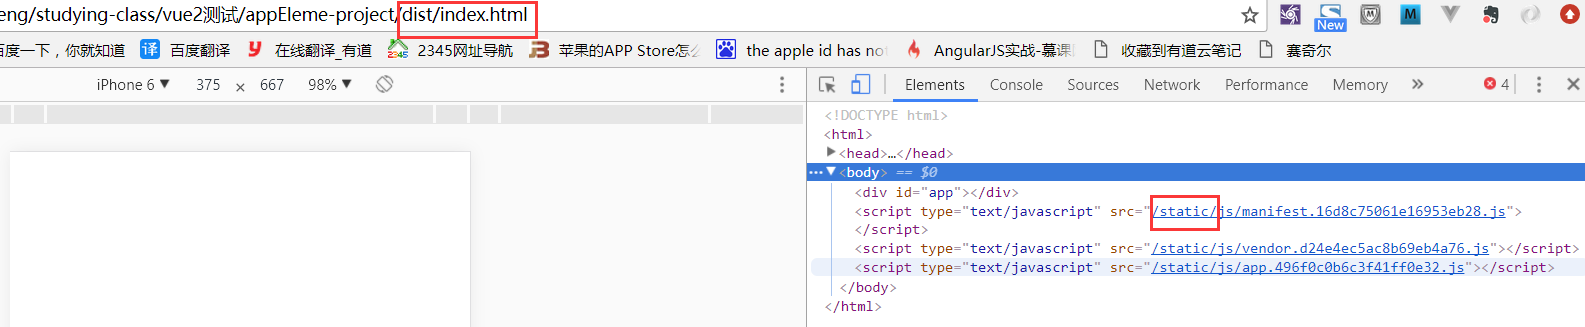 eng/studying-class/vue2测试/appEleme-project/dist/index.html
New
百度一下，你就知道 译 百度翻译 y 在线翻译_有道 2345 2345网址导航 苹果的APP Store怎么 the apple id has not AngularJS实战-慕课 收藏到有道云笔记 赛奇尔
iPhone 6 ▼ 375 × 667 98% ▼ Elements Console Sources Network Performance Memory » 4
<!DOCTYPE html>
<html>
<head>…</head>
… <body> == $0
<div id="app"></div>
<script type="text/javascript" src="/static/js/manifest.16d8c75061e16953eb28.js">
</script>
<script type="text/javascript" src="/static/js/vendor.d24e4ec5ac8b69eb4a76.js"></script>
<script type="text/javascript" src="/static/js/app.496f0c0b6c3f41ff0e32.js"></script>
</body>
</html>